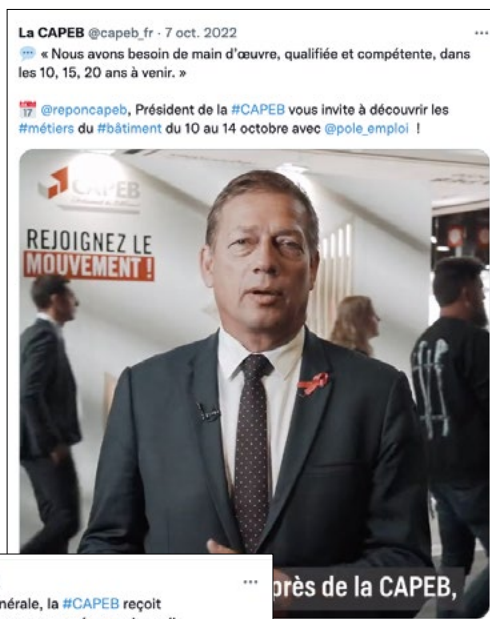 La CAPEB @capeb_fr · 7 oct. 2022
💬 « Nous avons besoin de main d’œuvre, qualifiée et compétente, dans
les 10, 15, 20 ans à venir. »
📅 @reponcapeb, Président de la #CAPEB vous invite à découvrir les
#métiers du #bâtiment du 10 au 14 octobre avec @pole_emploi !
CAPEB
REJOIGNEZ LE
MOUVEMENT !
près de la CAPEB,
nérale, la #CAPEB reçoit